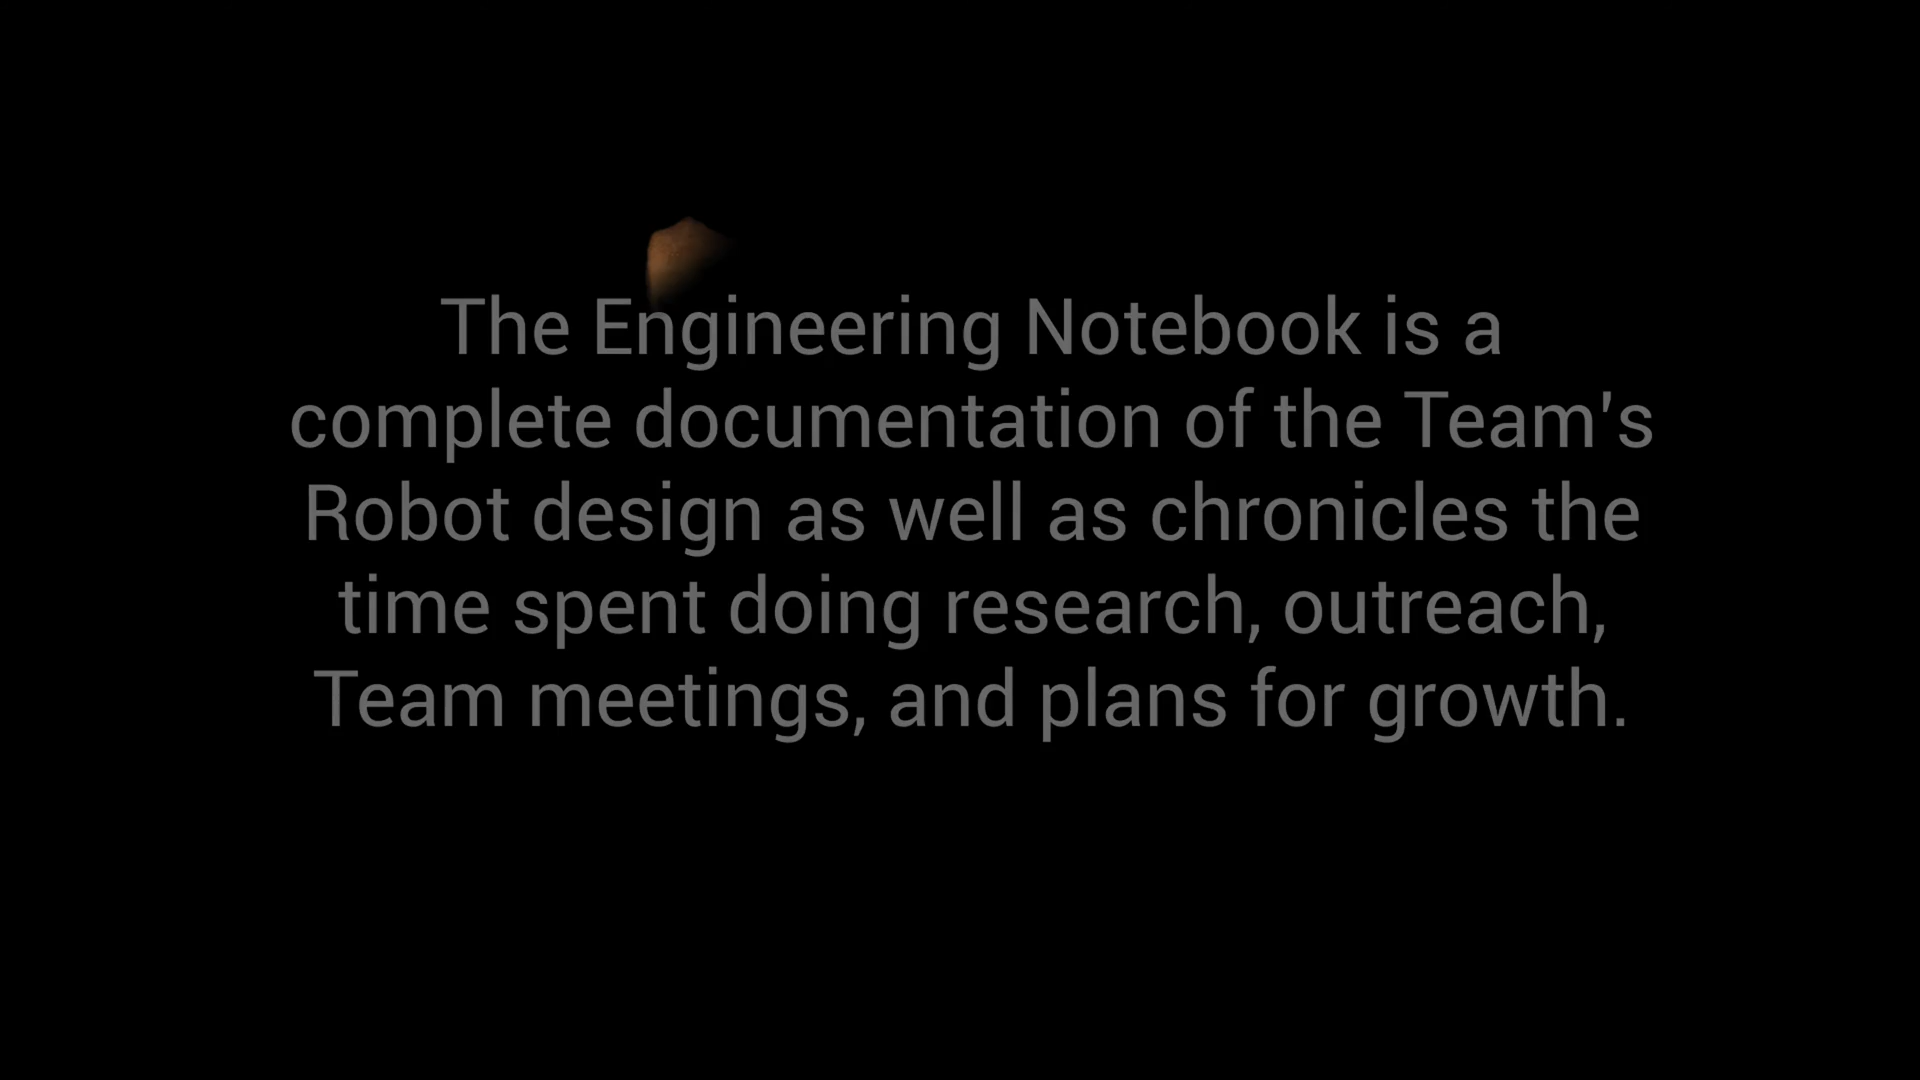 The Engineering Notebook is a
complete documentation of the Team's
Robot design as well as chronicles the
time spent doing research, outreach,
Team meetings, and plans for growth.